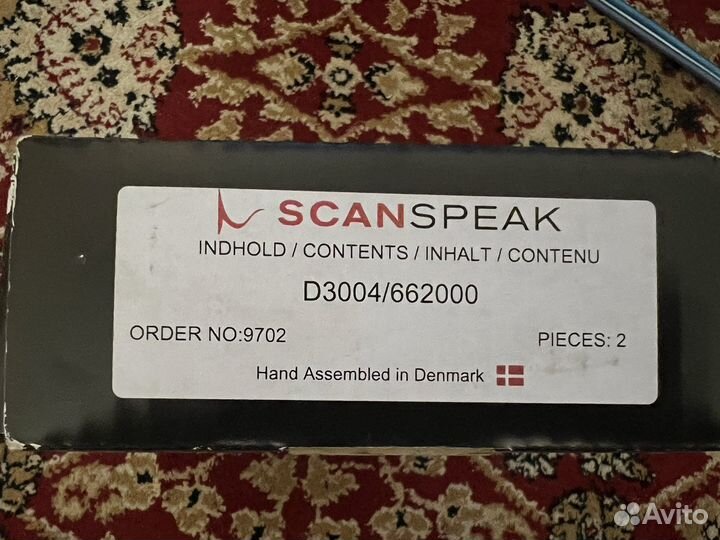 SCANSPEAK
INDHOLD / CONTENTS / INHALT / CONTENU
D3004/662000
ORDER NO:9702
PIECES: 2
Hand Assembled in Denmark
Avito